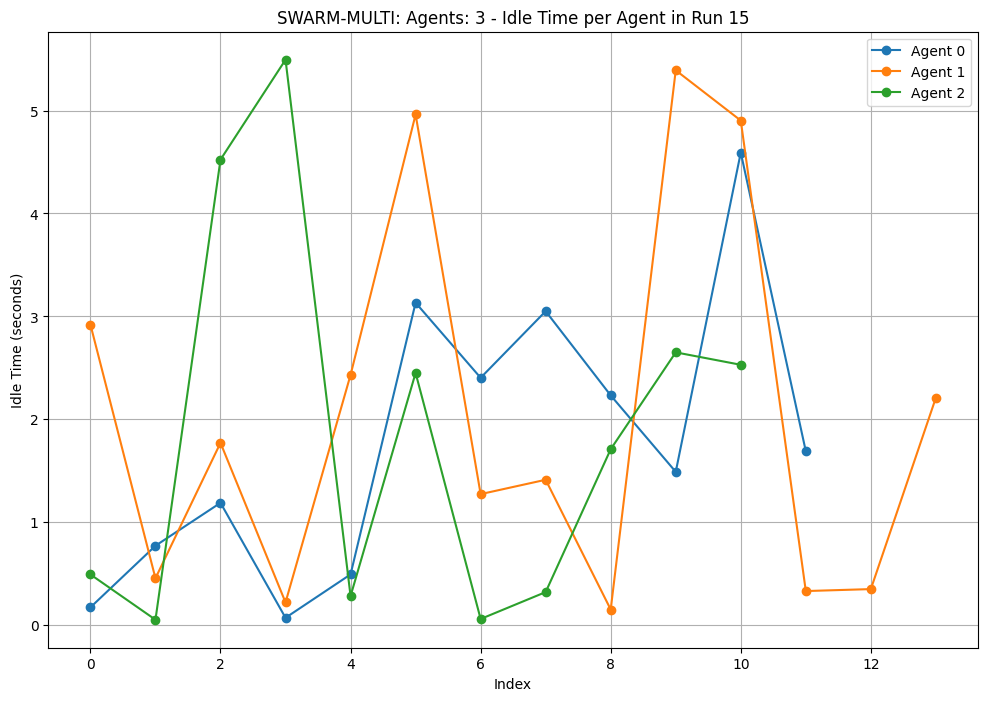 SWARM-MULTI: Agents: 3 - Idle Time per Agent in Run 15
Agent 0
Agent 1
Agent 2
Idle Time (seconds)
5
4
3
2
1
0
0 2 4 6 8 10 12
Index